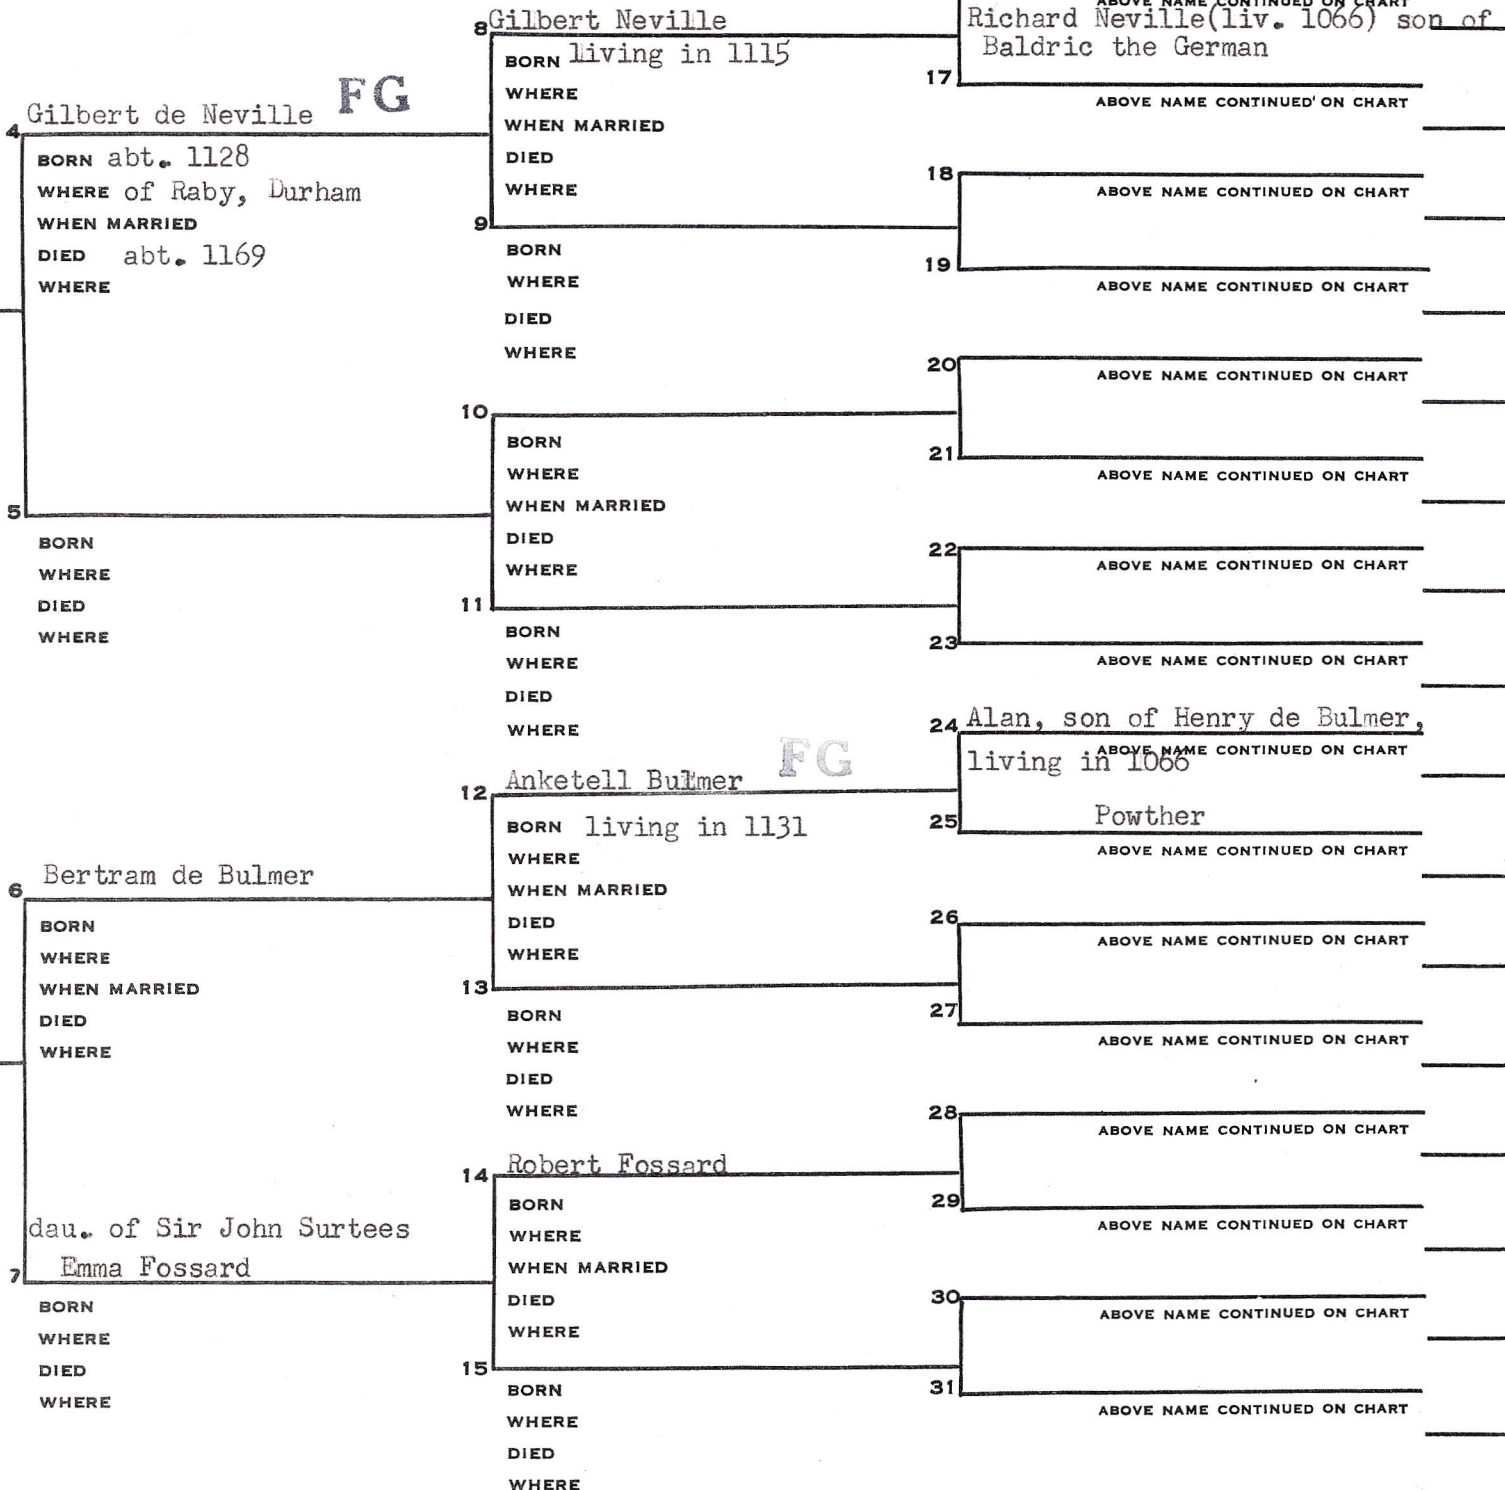 ABOVE NAME CONTINUED ON CHART
8 Gilbert Neville
BORN living in 1115
WHERE
WHEN MARRIED
DIED
WHERE
Richard Neville(liv. 1066) son of
Baldric the German
17
ABOVE NAME CONTINUED ON CHART
4 Gilbert de Neville FG
BORN abt. 1128
WHERE of Raby, Durham
WHEN MARRIED
DIED abt. 1169
WHERE
18
ABOVE NAME CONTINUED ON CHART
9
BORN
WHERE
DIED
WHERE
19
ABOVE NAME CONTINUED ON CHART
20
ABOVE NAME CONTINUED ON CHART
10
BORN
WHERE
WHEN MARRIED
DIED
WHERE
21
ABOVE NAME CONTINUED ON CHART
5
BORN
WHERE
DIED
WHERE
22
ABOVE NAME CONTINUED ON CHART
11
BORN
WHERE
DIED
WHERE
23
ABOVE NAME CONTINUED ON CHART
24 Alan, son of Henry de Bulmer,
ABOVE NAME CONTINUED ON CHART
living in 1066
12 Anketell Bulmer FG
BORN living in 1131
WHERE
WHEN MARRIED
DIED
WHERE
25 Powther
ABOVE NAME CONTINUED ON CHART
6 Bertram de Bulmer
BORN
WHERE
WHEN MARRIED
DIED
WHERE
26
ABOVE NAME CONTINUED ON CHART
13
BORN
WHERE
DIED
WHERE
27
ABOVE NAME CONTINUED ON CHART
28
ABOVE NAME CONTINUED ON CHART
14 Robert Fossard
BORN
WHERE
WHEN MARRIED
DIED
WHERE
29
ABOVE NAME CONTINUED ON CHART
dau. of Sir John Surtees
7 Emma Fossard
BORN
WHERE
DIED
WHERE
30
ABOVE NAME CONTINUED ON CHART
15
BORN
WHERE
DIED
WHERE
31
ABOVE NAME CONTINUED ON CHART